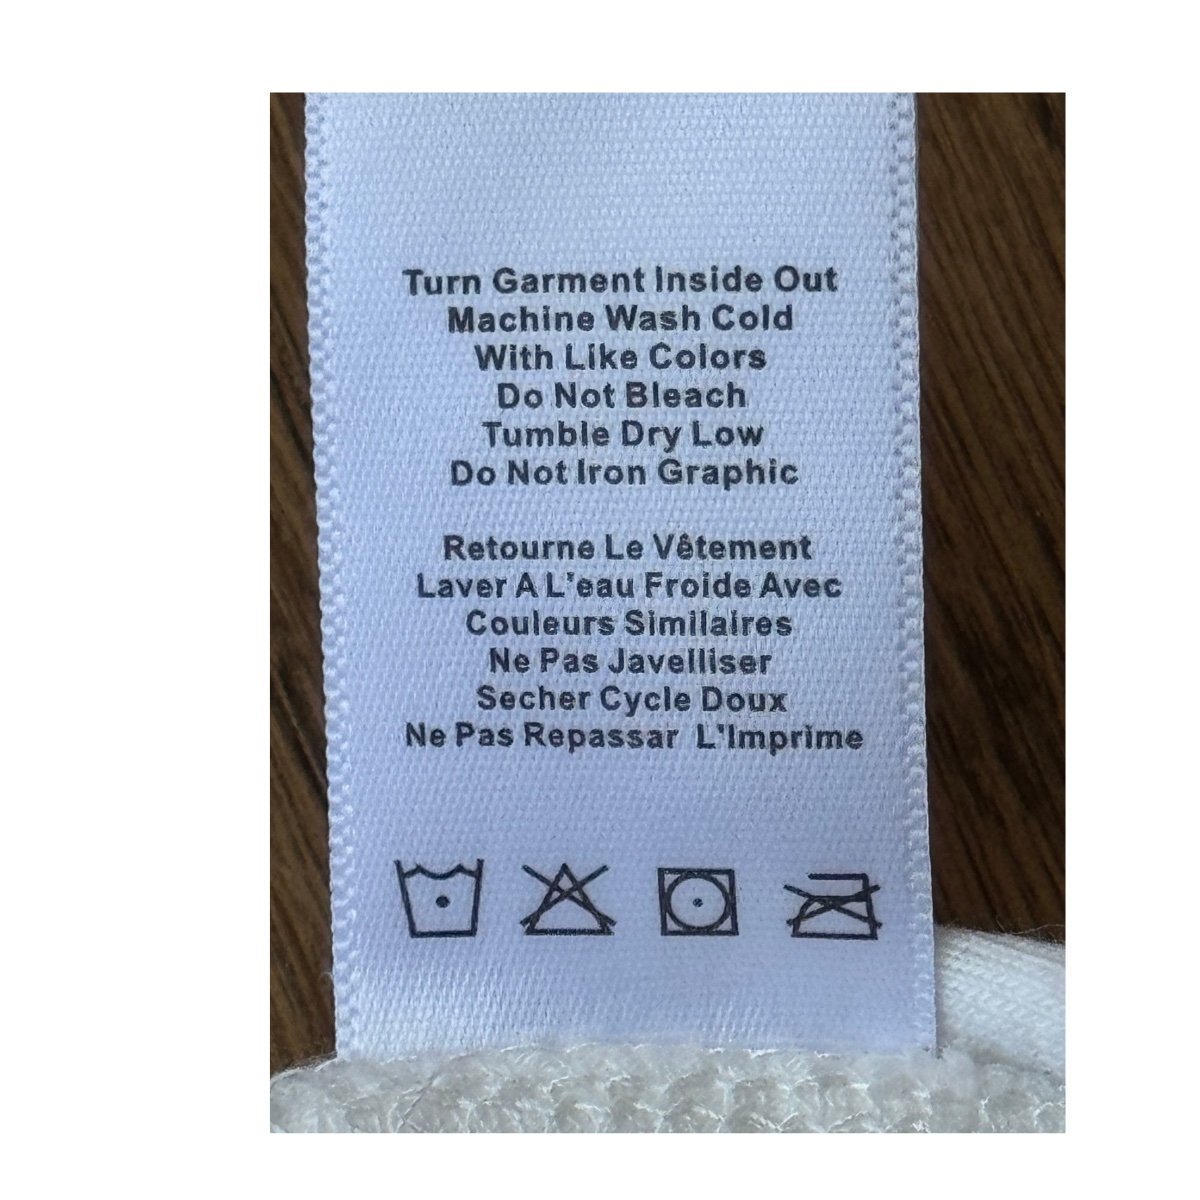 Turn Garment Inside Out
Machine Wash Cold
With Like Colors
Do Not Bleach
Tumble Dry Low
Do Not Iron Graphic
Retourne Le Vêtement
Laver A L'eau Froide Avec
Couleurs Similaires
Ne Pas Javelliser
Secher Cycle Doux
Ne Pas Repassar L'Imprime